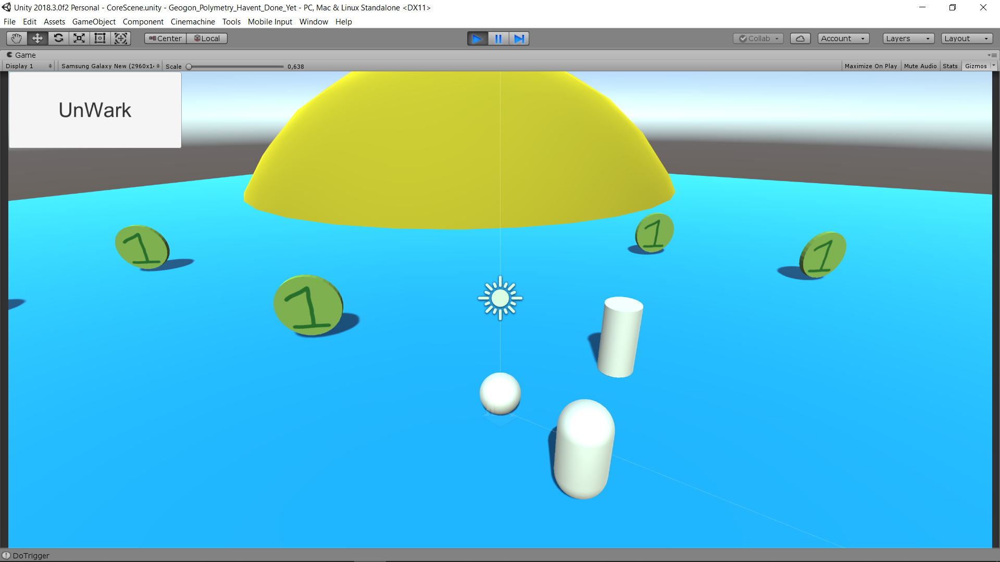 Unity 2018.3.0f2 Personal - CoreScene.unity - Geogon_Polymetry_Havent_Done_Yet - PC, Mac & Linux Standalone <DX11>
File Edit Assets GameObject Component Cinemachine Tools Mobile Input Window Help
Center Local Collab Account Layers Layout
Game
Display 1 Samsung Galaxy New (2960x1 Scale 0,638 Maximize On Play Mute Audio Stats Gizmos
UnWark
1
1
1
1
DoTrigger